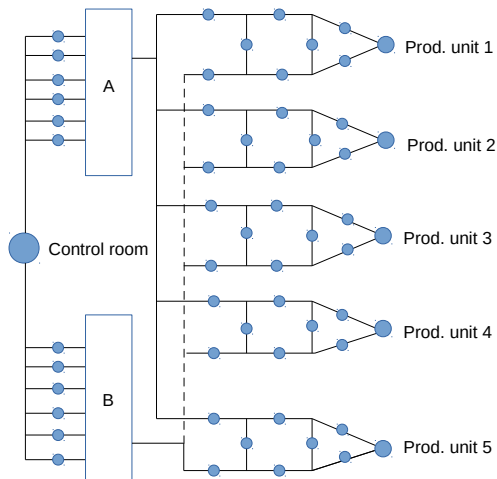 A
Prod. unit 1
Prod. unit 2
Prod. unit 3
Control room
Prod. unit 4
B
Prod. unit 5